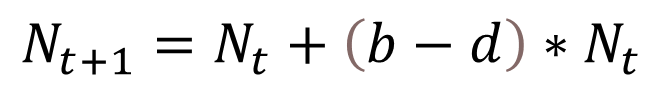 N_{t+1} = N_t + (b − d) * N_t